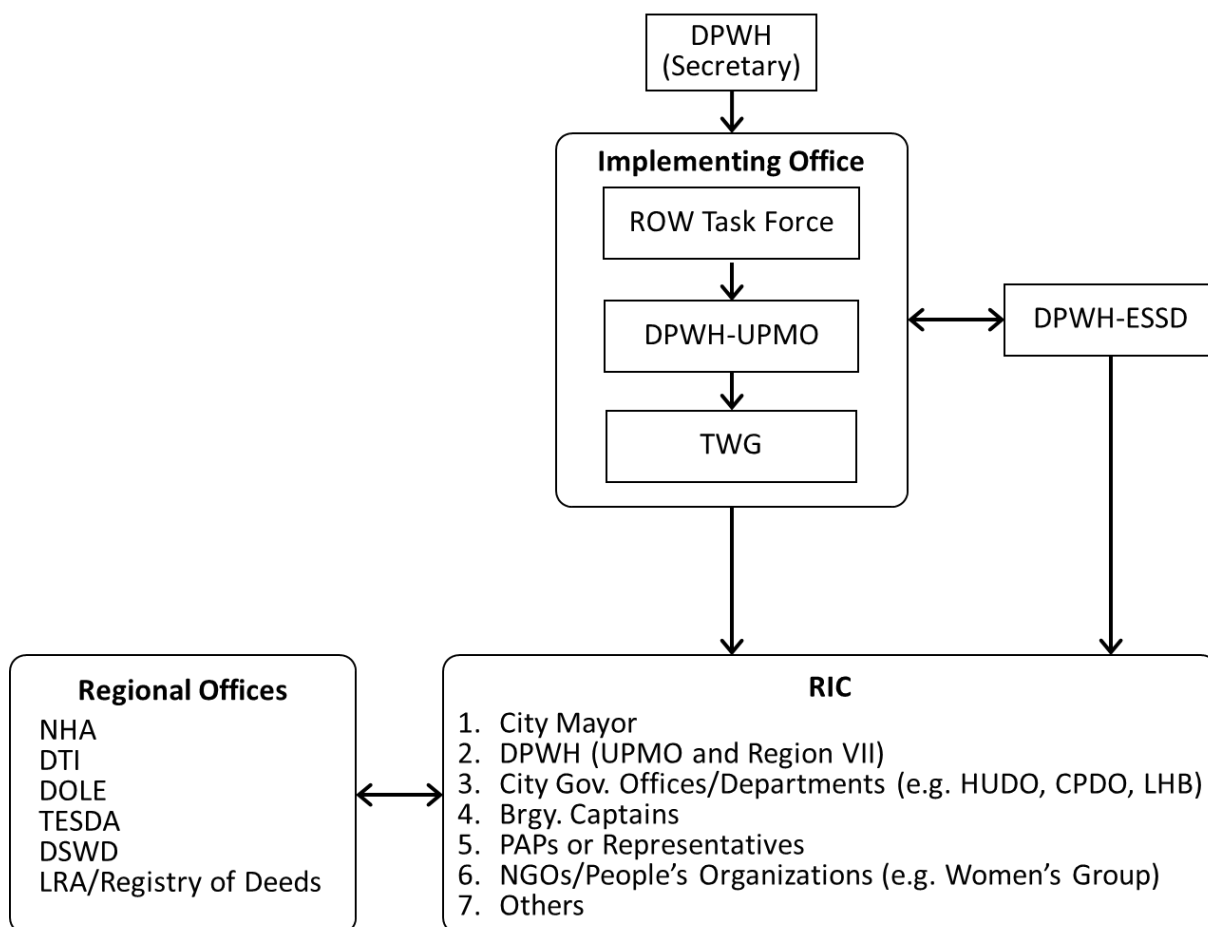 DPWH
(Secretary)
Implementing Office
ROW Task Force
DPWH-UPMO
DPWH-ESSD
TWG
Regional Offices
NHA
DTI
DOLE
TESDA
DSWD
LRA/Registry of Deeds
RIC
1. City Mayor
2. DPWH (UPMO and Region VII)
3. City Gov. Offices/Departments (e.g. HUDO, CPDO, LHB)
4. Brgy. Captains
5. PAPs or Representatives
6. NGOs/People’s Organizations (e.g. Women’s Group)
7. Others